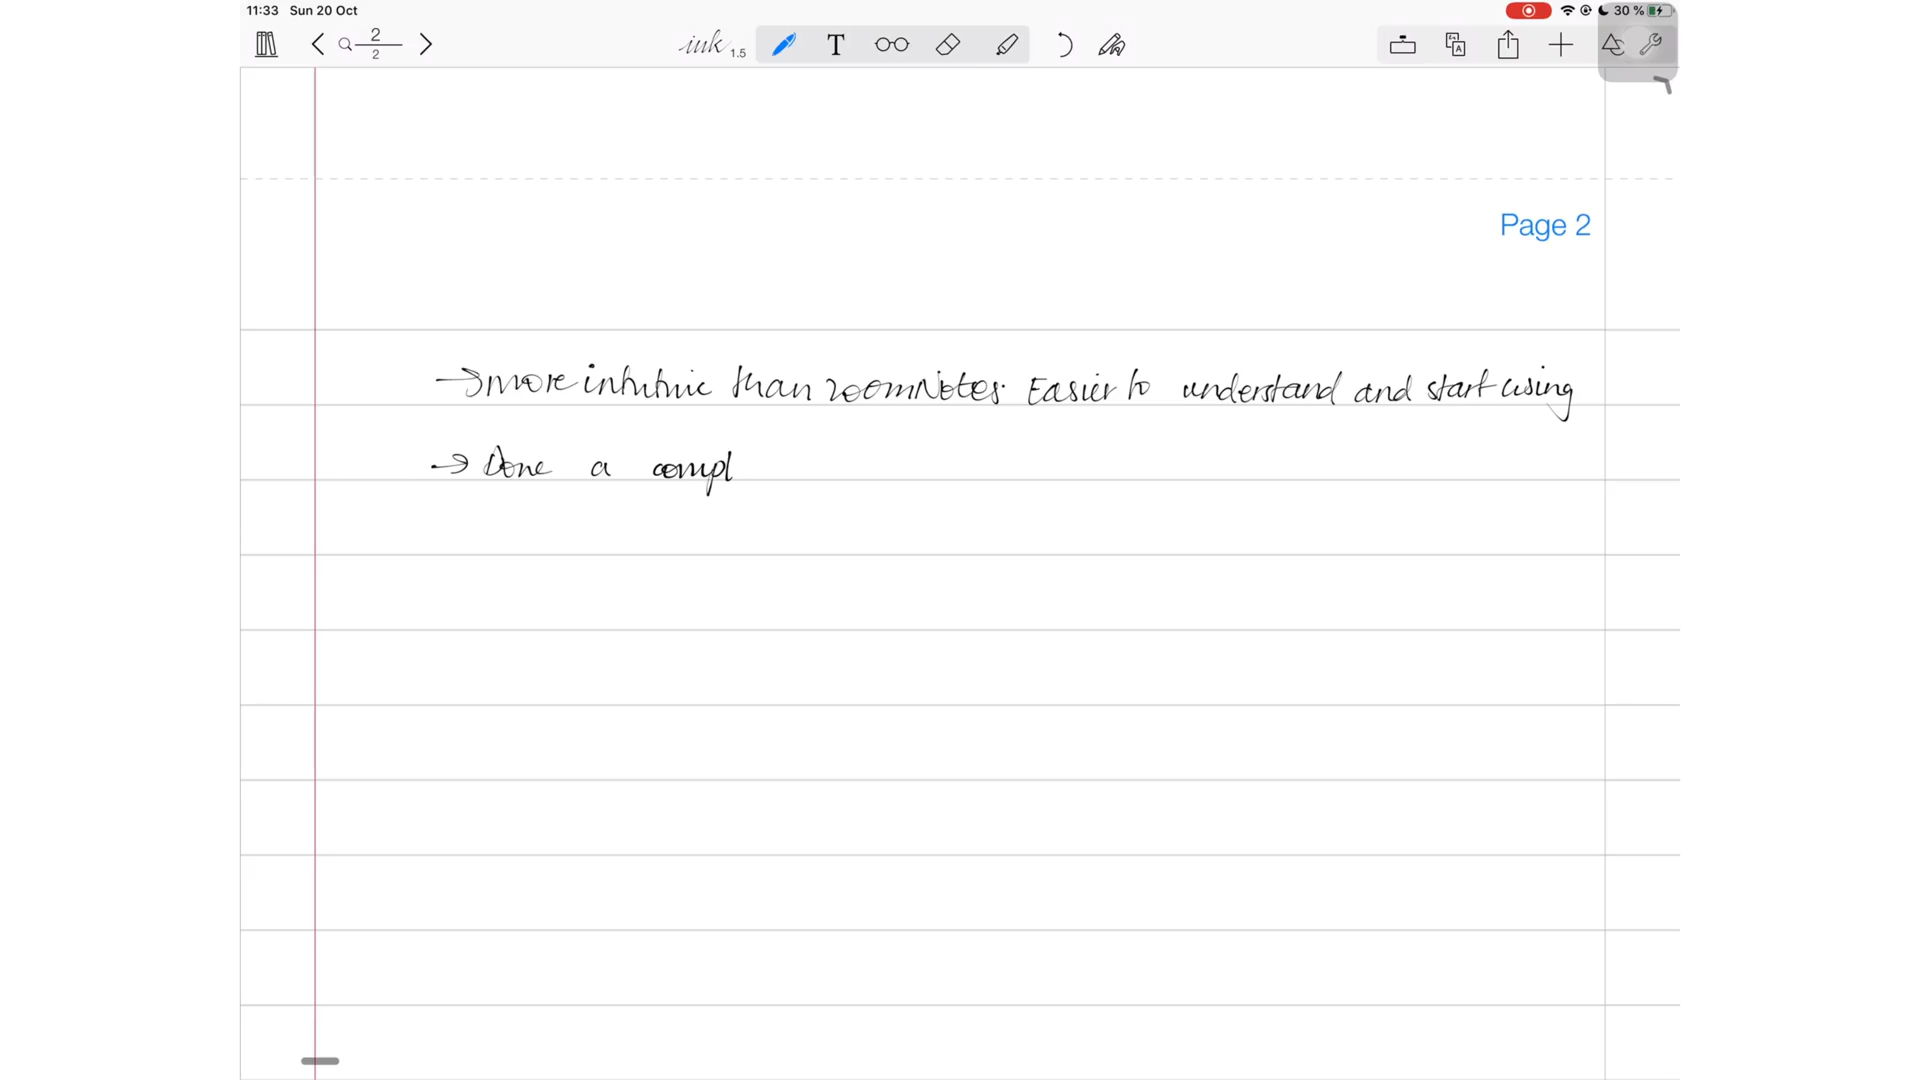 11:33 Sun 20 Oct 30 %
2
2
ink 1.5 T A
Page 2
→ more intuitive than zoomNotes. Easier to understand and start using
→ Done a compl